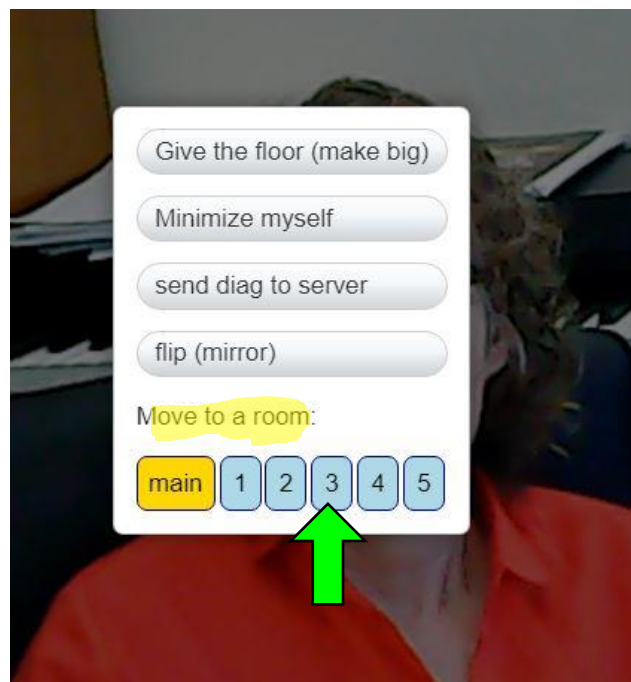 Give the floor (make big)
Minimize myself
send diag to server
flip (mirror)
Move to a room:
main 1 2 3 4 5